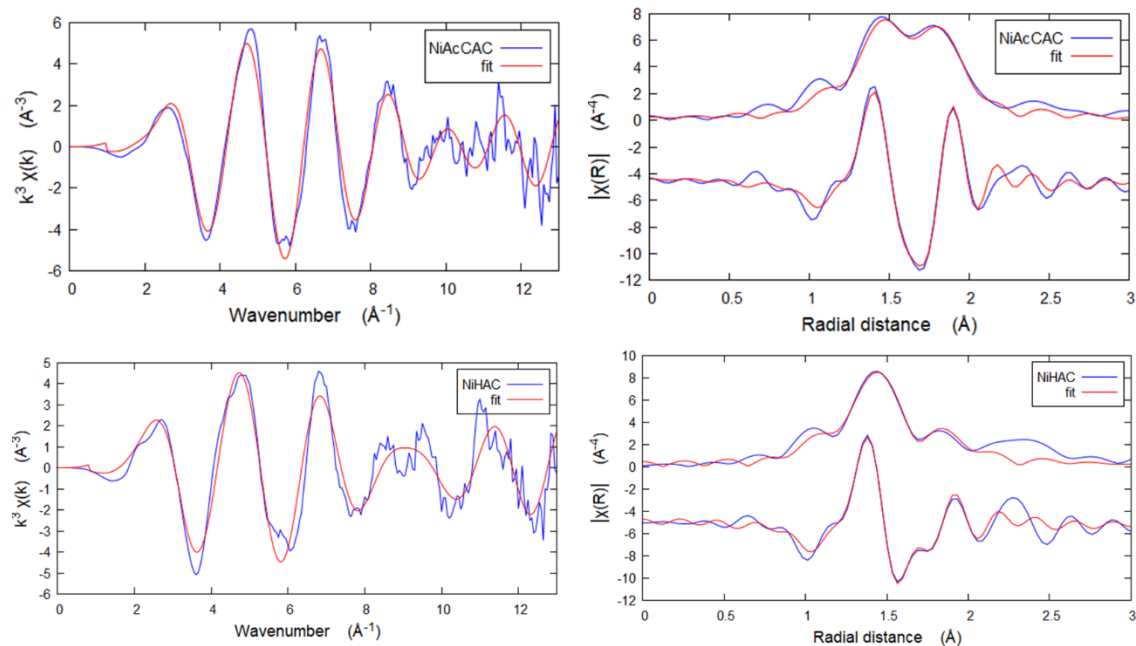 6
4
2
0
-2
-4
-6
k³ χ(k) (A⁻³)
NiAcCAC
fit
0 2 4 6 8 10 12
Wavenumber (Å⁻¹)
8
6
4
2
0
-2
-4
-6
-8
-10
-12
|χ(R)| (A⁻⁴)
NiAcCAC
fit
0 0.5 1 1.5 2 2.5 3
Radial distance (Å)
5
4
3
2
1
0
-1
-2
-3
-4
-5
-6
k³ χ(k) (A⁻³)
NiHAC
fit
0 2 4 6 8 10 12
Wavenumber (Å⁻¹)
10
8
6
4
2
0
-2
-4
-6
-8
-10
-12
|χ(R)| (A⁻⁴)
NiHAC
fit
0 0.5 1 1.5 2 2.5 3
Radial distance (Å)